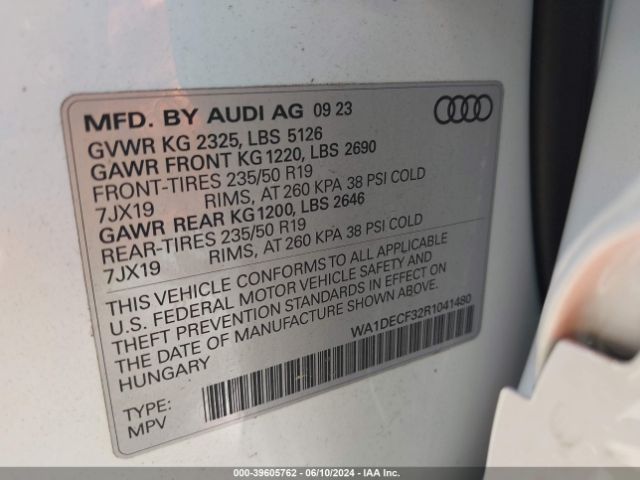 MFD. BY AUDI AG 09 23
GVWR KG 2325, LBS 5126
GAWR FRONT KG 1220, LBS 2690
FRONT-TIRES 235/50 R19
7JX19 RIMS, AT 260 KPA 38 PSI COLD
GAWR REAR KG 1200, LBS 2646
REAR-TIRES 235/50 R19
7JX19 RIMS, AT 260 KPA 38 PSI COLD
THIS VEHICLE CONFORMS TO ALL APPLICABLE
U.S. FEDERAL MOTOR VEHICLE SAFETY AND
THEFT PREVENTION STANDARDS IN EFFECT ON
THE DATE OF MANUFACTURE SHOWN ABOVE.
HUNGARY WA1DECF32R1041480
TYPE:
MPV
000-39605762 - 06/10/2024 - IAA Inc.